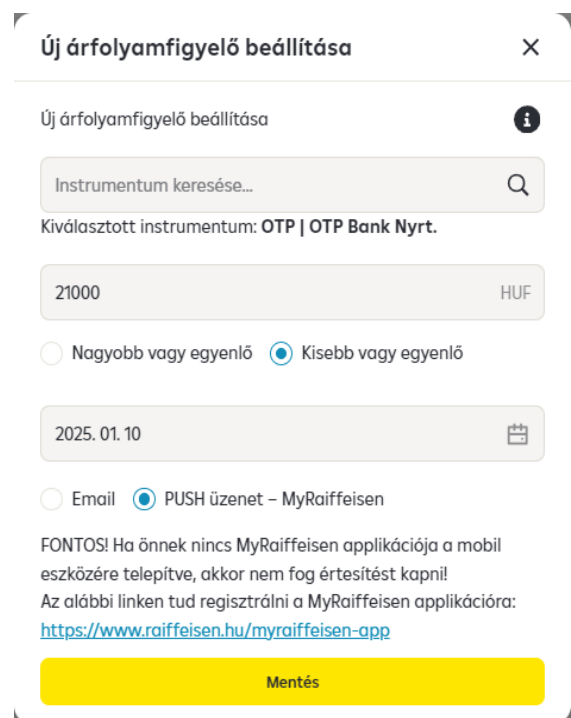 Új árfolyamfigyelő beállítása
Új árfolyamfigyelő beállítása
Instrumentum keresése...
Kiválasztott instrumentum: OTP | OTP Bank Nyrt.
21000 HUF
Nagyobb vagy egyenlő Kisebb vagy egyenlő
2025. 01. 10
Email PUSH üzenet – MyRaiffeisen
FONTOS! Ha önnek nincs MyRaiffeisen applikációja a mobil
eszközére telepítve, akkor nem fog értesítést kapni!
Az alábbi linken tud regisztrálni a MyRaiffeisen applikációra:
https://www.raiffeisen.hu/myraiffeisen-app
Mentés